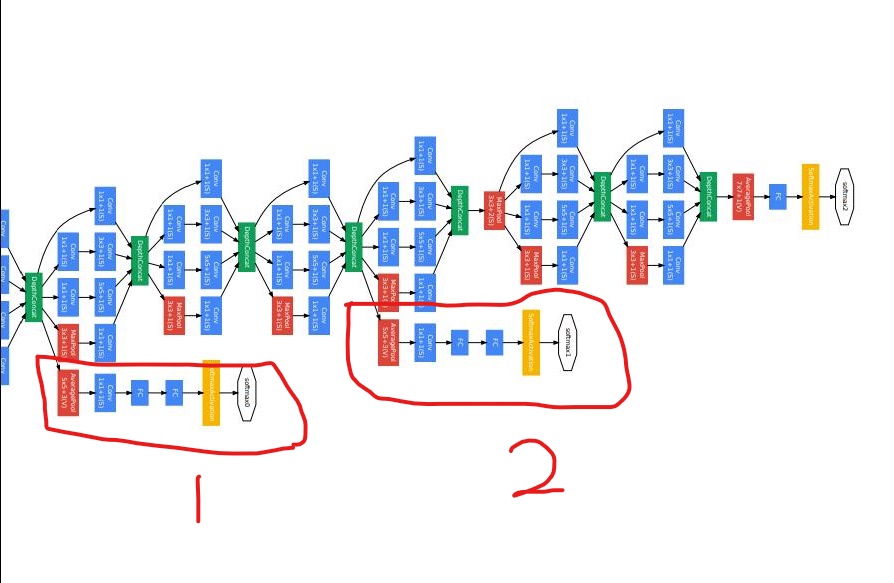 Conv
Conv
Conv
Conv
DepthConcat
Conv
1x1+1(S)
Conv
1x1+1(S)
MaxPool
3x3+1(S)
AveragePool
5x5+3(V)
Conv
1x1+1(S)
Conv
3x3+1(S)
Conv
5x5+1(S)
Conv
1x1+1(S)
Conv
1x1+1(S)
DepthConcat
FC
Conv
1x1+1(S)
Conv
1x1+1(S)
MaxPool
3x3+1(S)
FC
Conv
1x1+1(S)
Conv
3x3+1(S)
Conv
5x5+1(S)
Conv
1x1+1(S)
SoftmaxActivation
DepthConcat
softmax0
Conv
1x1+1(S)
Conv
1x1+1(S)
MaxPool
3x3+1(S)
Conv
1x1+1(S)
Conv
3x3+1(S)
Conv
5x5+1(S)
Conv
1x1+1(S)
DepthConcat
Conv
1x1+1(S)
Conv
1x1+1(S)
MaxPool
3x3+1(S)
AveragePool
5x5+3(V)
Conv
1x1+1(S)
Conv
3x3+1(S)
Conv
5x5+1(S)
Conv
1x1+1(S)
Conv
1x1+1(S)
DepthConcat
FC
MaxPool
3x3+2(S)
FC
Conv
1x1+1(S)
Conv
1x1+1(S)
MaxPool
3x3+1(S)
SoftmaxActivation
Conv
1x1+1(S)
Conv
3x3+1(S)
Conv
5x5+1(S)
Conv
1x1+1(S)
softmax1
DepthConcat
Conv
1x1+1(S)
Conv
1x1+1(S)
MaxPool
3x3+1(S)
Conv
1x1+1(S)
Conv
3x3+1(S)
Conv
5x5+1(S)
Conv
1x1+1(S)
DepthConcat
AveragePool
7x7+1(V)
FC
SoftmaxActivation
softmax2
1
2